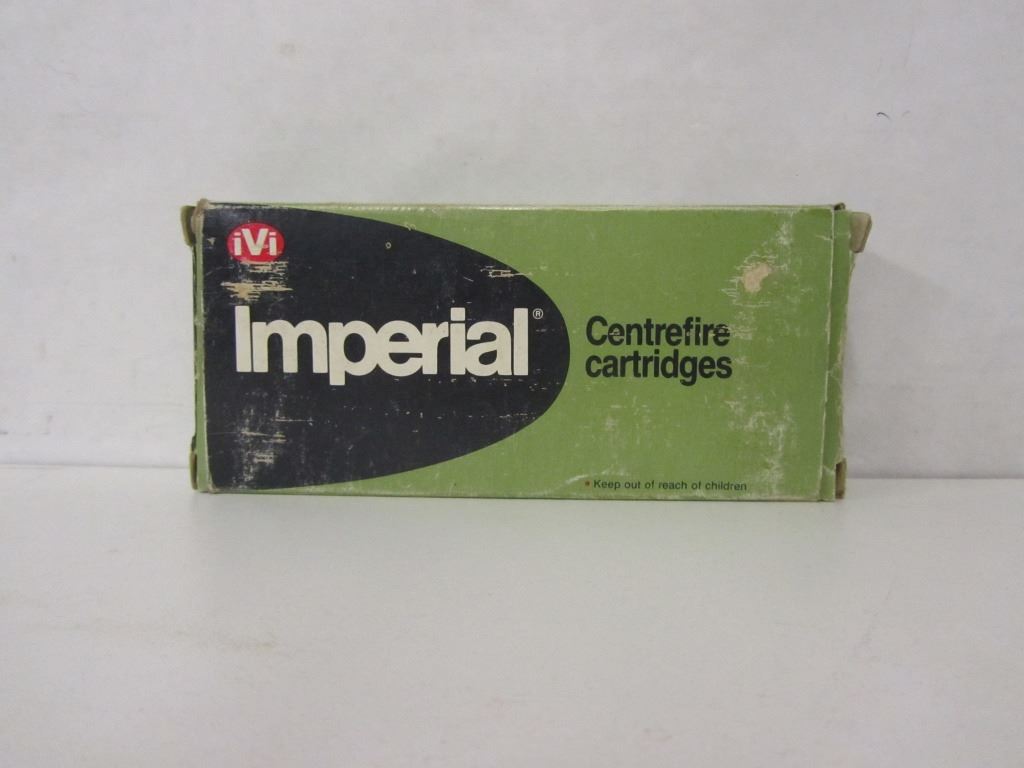 iVi
Imperial®
Centrefire
cartridges
• Keep out of reach of children